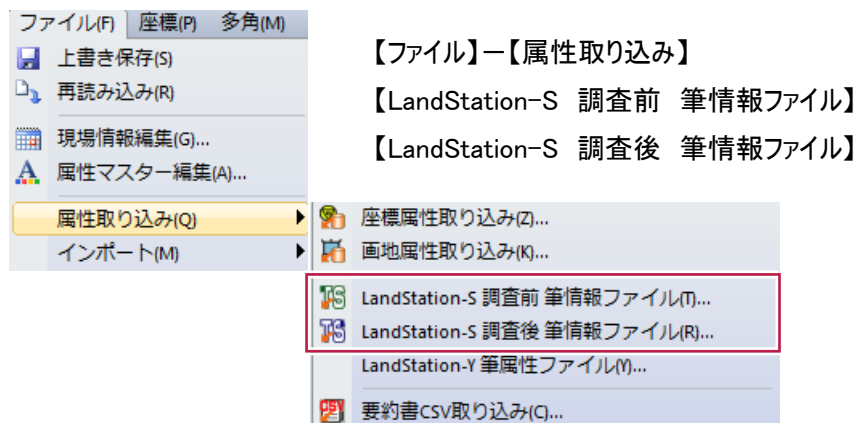 ファイル(F) 座標(P) 多角(M)
上書き保存(S)
再読み込み(R)
現場情報編集(G)...
属性マスター編集(A)...
属性取り込み(Q)
インポート(M)
【ファイル】－【属性取り込み】
【LandStation-S 調査前 筆情報ファイル】
【LandStation-S 調査後 筆情報ファイル】
座標属性取り込み(Z)...
画地属性取り込み(K)...
LandStation-S 調査前 筆情報ファイル(T)...
LandStation-S 調査後 筆情報ファイル(R)...
LandStation-Y 筆属性ファイル(Y)...
要約書CSV取り込み(C)...